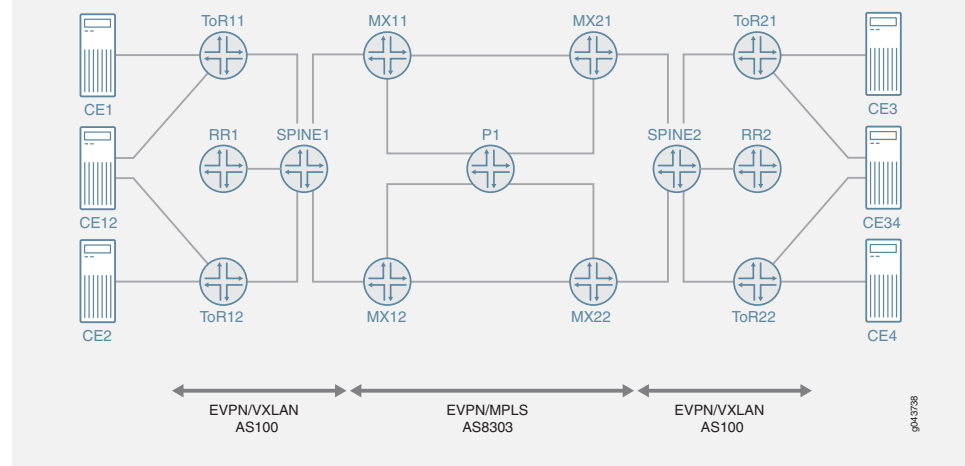 ToR11
MX11
MX21
ToR21
CE1
CE3
RR1
SPINE1
P1
SPINE2
RR2
CE12
CE34
ToR12
MX12
MX22
ToR22
CE2
CE4
EVPN/VXLAN
AS100
EVPN/MPLS
AS8303
EVPN/VXLAN
AS100
g043738